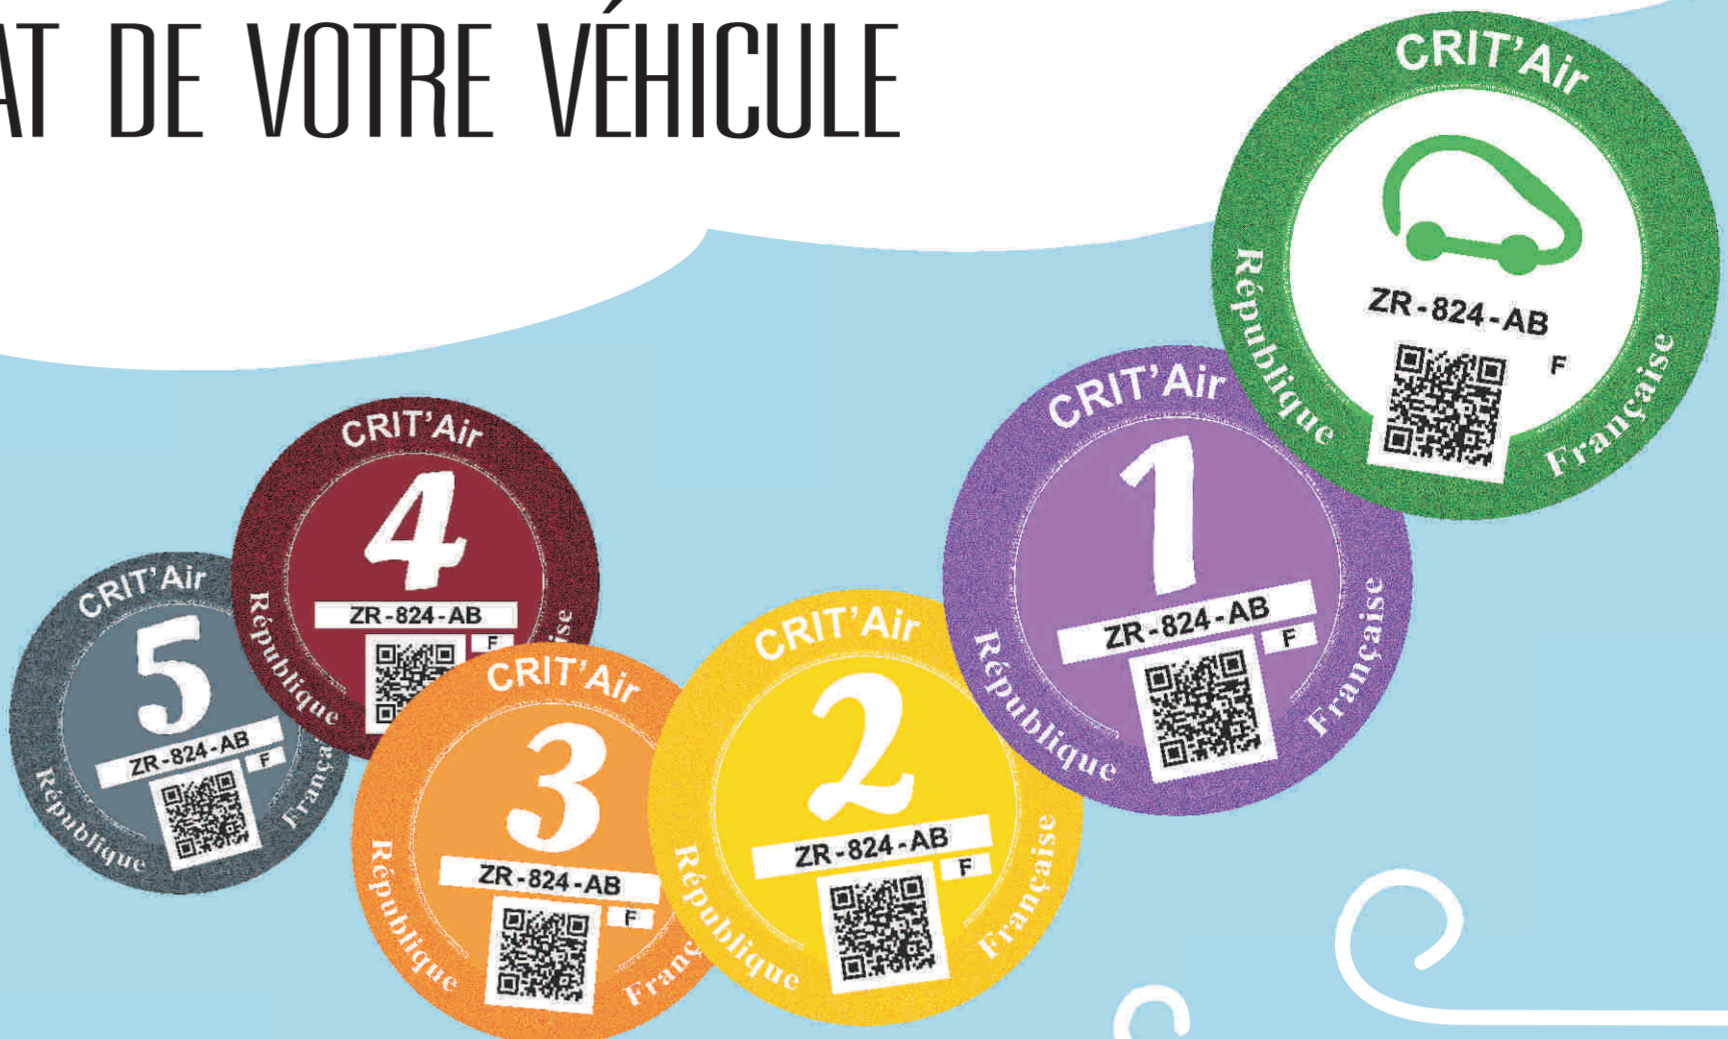 AT DE VOTRE VÉHICULE
CRIT'Air
ZR-824-AB
F
République Française
CRIT'Air
1
ZR-824-AB
F
République Française
CRIT'Air
4
ZR-824-AB
F
République
CRIT'Air
5
ZR-824-AB
F
République França
CRIT'Air
2
ZR-824-AB
F
République Française
CRIT'Air
3
ZR-824-AB
F
République Franç